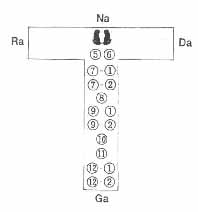 Na
Ra
Da
⑤ ⑥
⑦ - ①
⑦ - ②
⑧
⑨ ①
⑨ ②
⑩
⑪
⑫ - ①
⑫ - ②
Ga